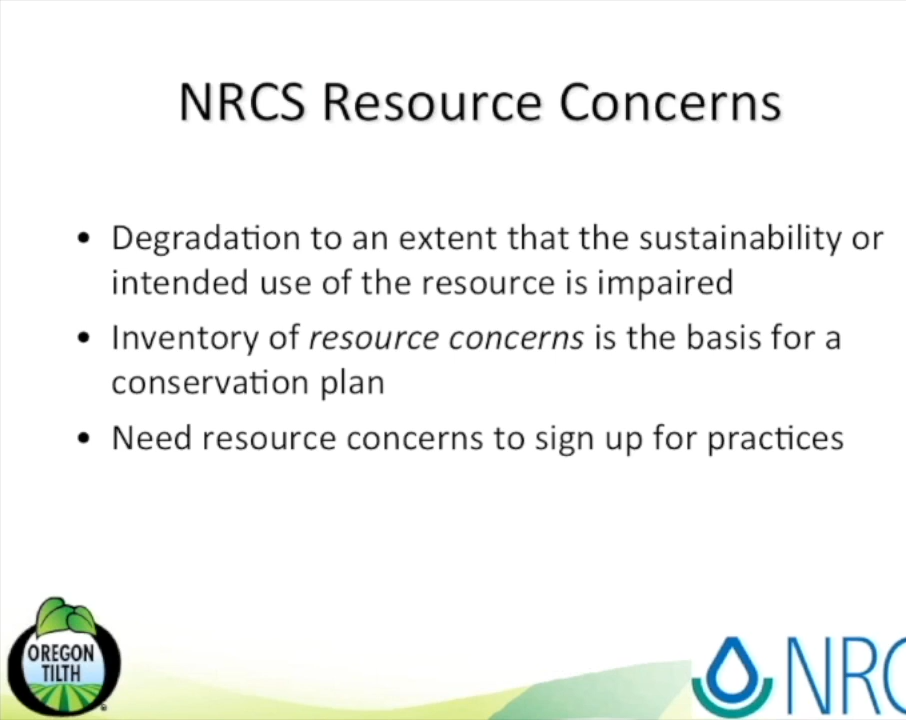 NRCS Resource Concerns
• Degradation to an extent that the sustainability or
intended use of the resource is impaired
• Inventory of resource concerns is the basis for a
conservation plan
• Need resource concerns to sign up for practices
OREGON
TILTH
NRC